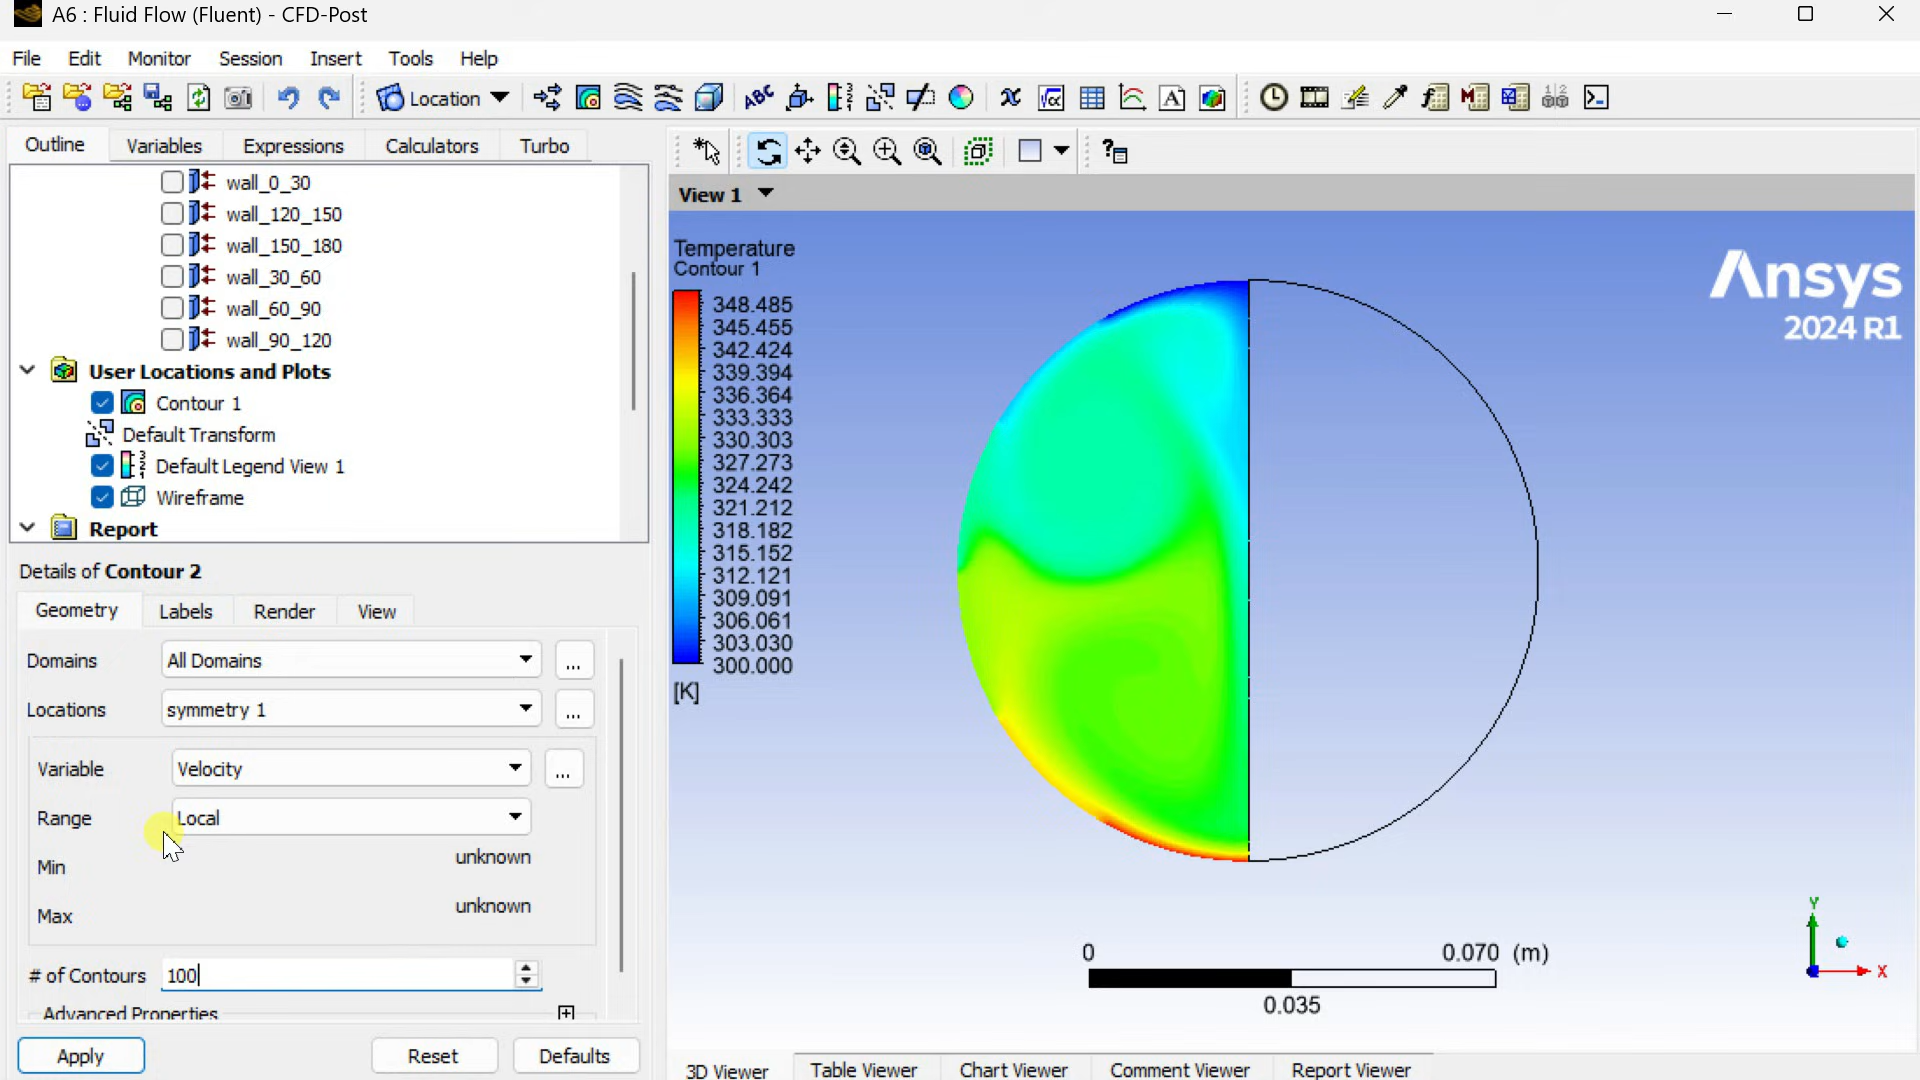 A6 : Fluid Flow (Fluent) - CFD-Post
File Edit Monitor Session Insert Tools Help
Location
Outline Variables Expressions Calculators Turbo
wall_0_30
wall_120_150
wall_150_180
wall_30_60
wall_60_90
wall_90_120
User Locations and Plots
Contour 1
Default Transform
Default Legend View 1
Wireframe
Report
Details of Contour 2
Geometry Labels Render View
Domains All Domains ...
Locations symmetry 1 ...
Variable Velocity ...
Range Local
Min unknown
Max unknown
# of Contours 100
Advanced Properties
Apply Reset Defaults
View 1
Temperature
Contour 1
348.485
345.455
342.424
339.394
336.364
333.333
330.303
327.273
324.242
321.212
318.182
315.152
312.121
309.091
306.061
303.030
300.000
[K]
Ansys
2024 R1
0 0.070 (m)
0.035
Y
X
3D Viewer Table Viewer Chart Viewer Comment Viewer Report Viewer